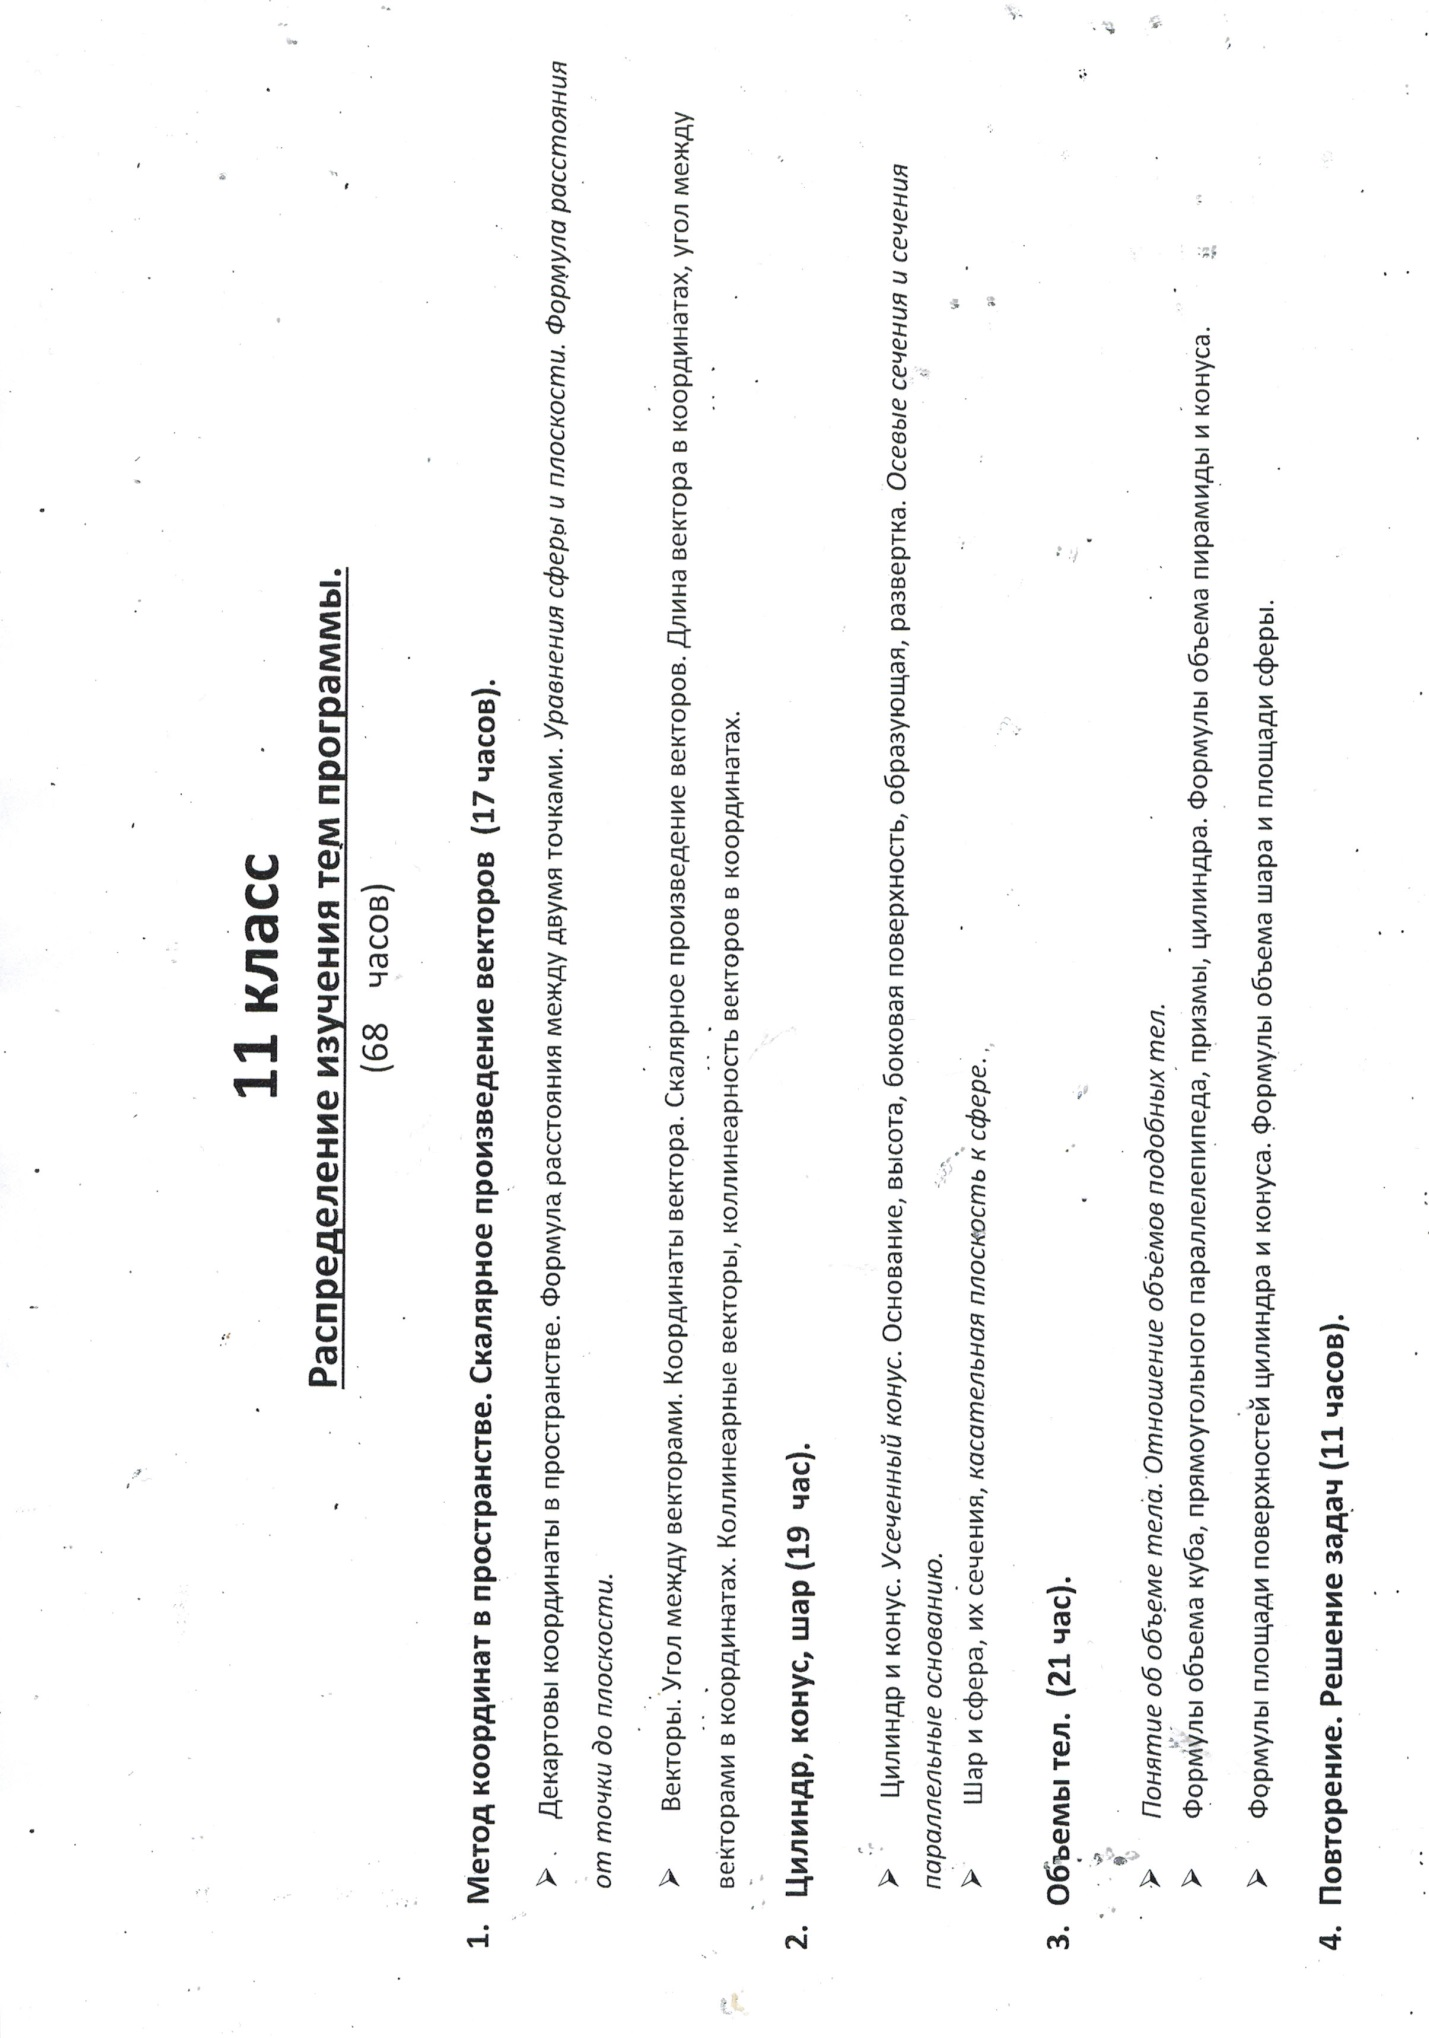 11 класс
Распределение изучения тем программы.
(68 часов)
1. Метод координат в пространстве. Скалярное произведение векторов (17 часов).
➢ Декартовы координаты в пространстве. Формула расстояния между двумя точками. Уравнения сферы и плоскости. Формула расстояния
от точки до плоскости.
➢ Векторы. Угол между векторами. Координаты вектора. Скалярное произведение векторов. Длина вектора в координатах, угол между
векторами в координатах. Коллинеарные векторы, коллинеарность векторов в координатах.
2. Цилиндр, конус, шар (19 час).
➢ Цилиндр и конус. Усеченный конус. Основание, высота, боковая поверхность, образующая, развертка. Осевые сечения и сечения
параллельные основанию.
➢ Шар и сфера, их сечения, касательная плоскость к сфере.
3. Объемы тел. (21 час).
➢ Понятие об объеме тела. Отношение объемов подобных тел.
➢ Формулы объема куба, прямоугольного параллелепипеда, призмы, цилиндра. Формулы объема пирамиды и конуса.
➢ Формулы площади поверхностей цилиндра и конуса. Формулы объема шара и площади сферы.
4. Повторение. Решение задач (11 часов).